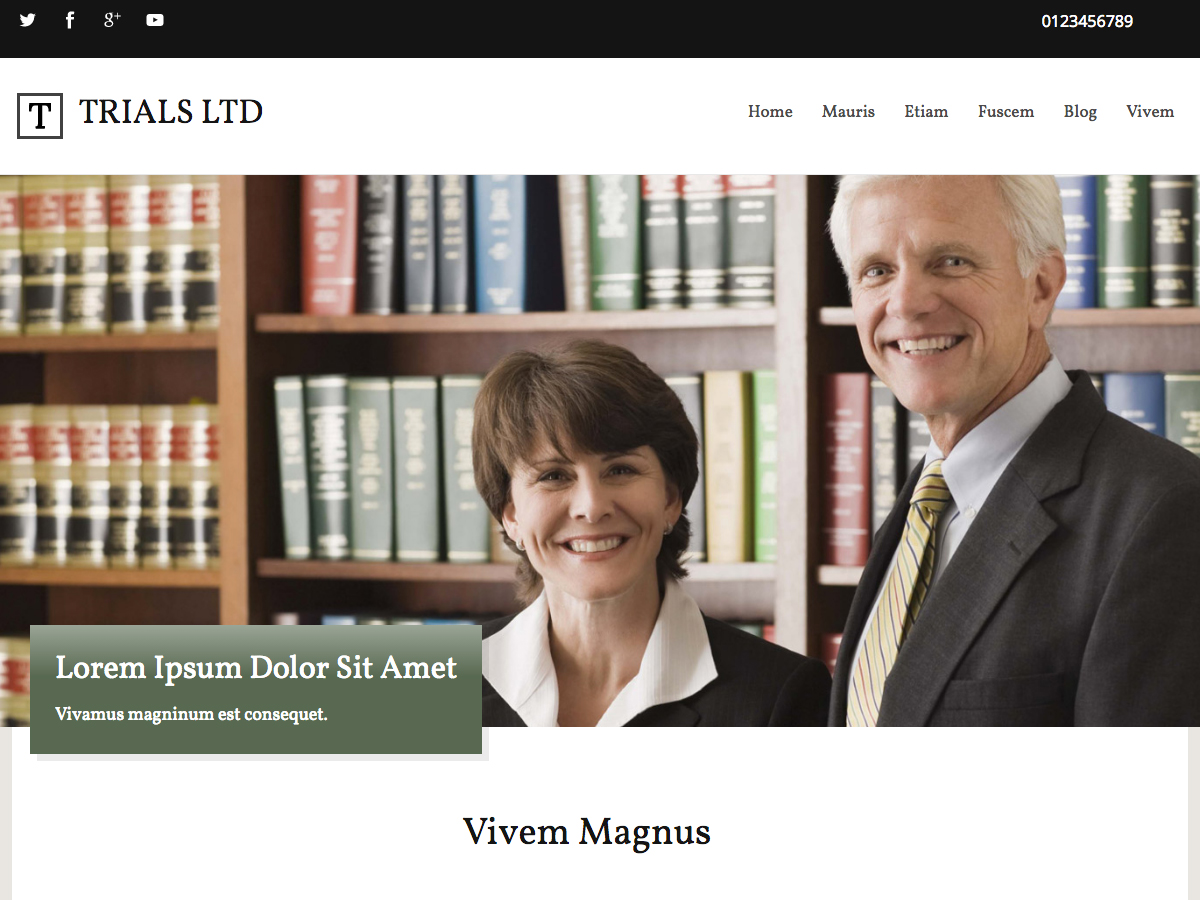 0123456789
T TRIALS LTD
Home Mauris Etiam Fuscem Blog Vivem
Lorem Ipsum Dolor Sit Amet
Vivamus magninum est consequet.
Vivem Magnus